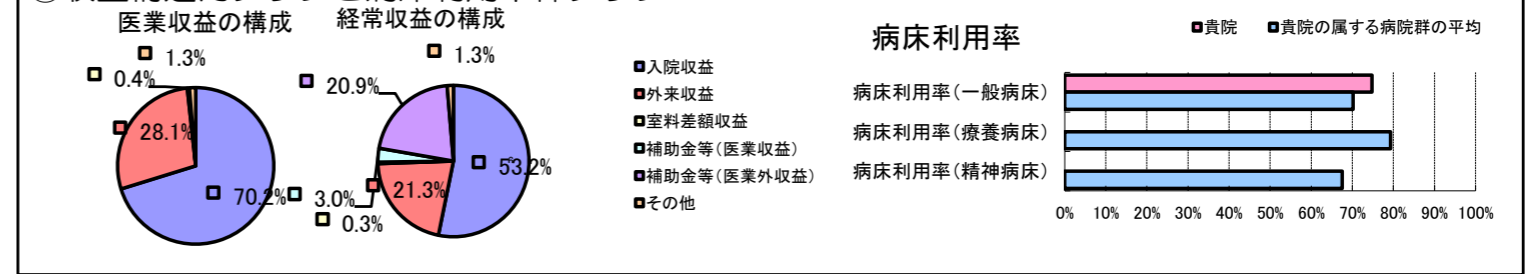 医業収益の構成
経常収益の構成
1.3%
0.4%
28.1%
70.2%
1.3%
20.9%
53.2%
21.3%
3.0%
0.3%
入院収益
外来収益
室料差額収益
補助金等(医業収益)
補助金等(医業外収益)
その他
病床利用率
貴院 貴院の属する病院群の平均
病床利用率(一般病床)
病床利用率(療養病床)
病床利用率(精神病床)
0% 10% 20% 30% 40% 50% 60% 70% 80% 90% 100%